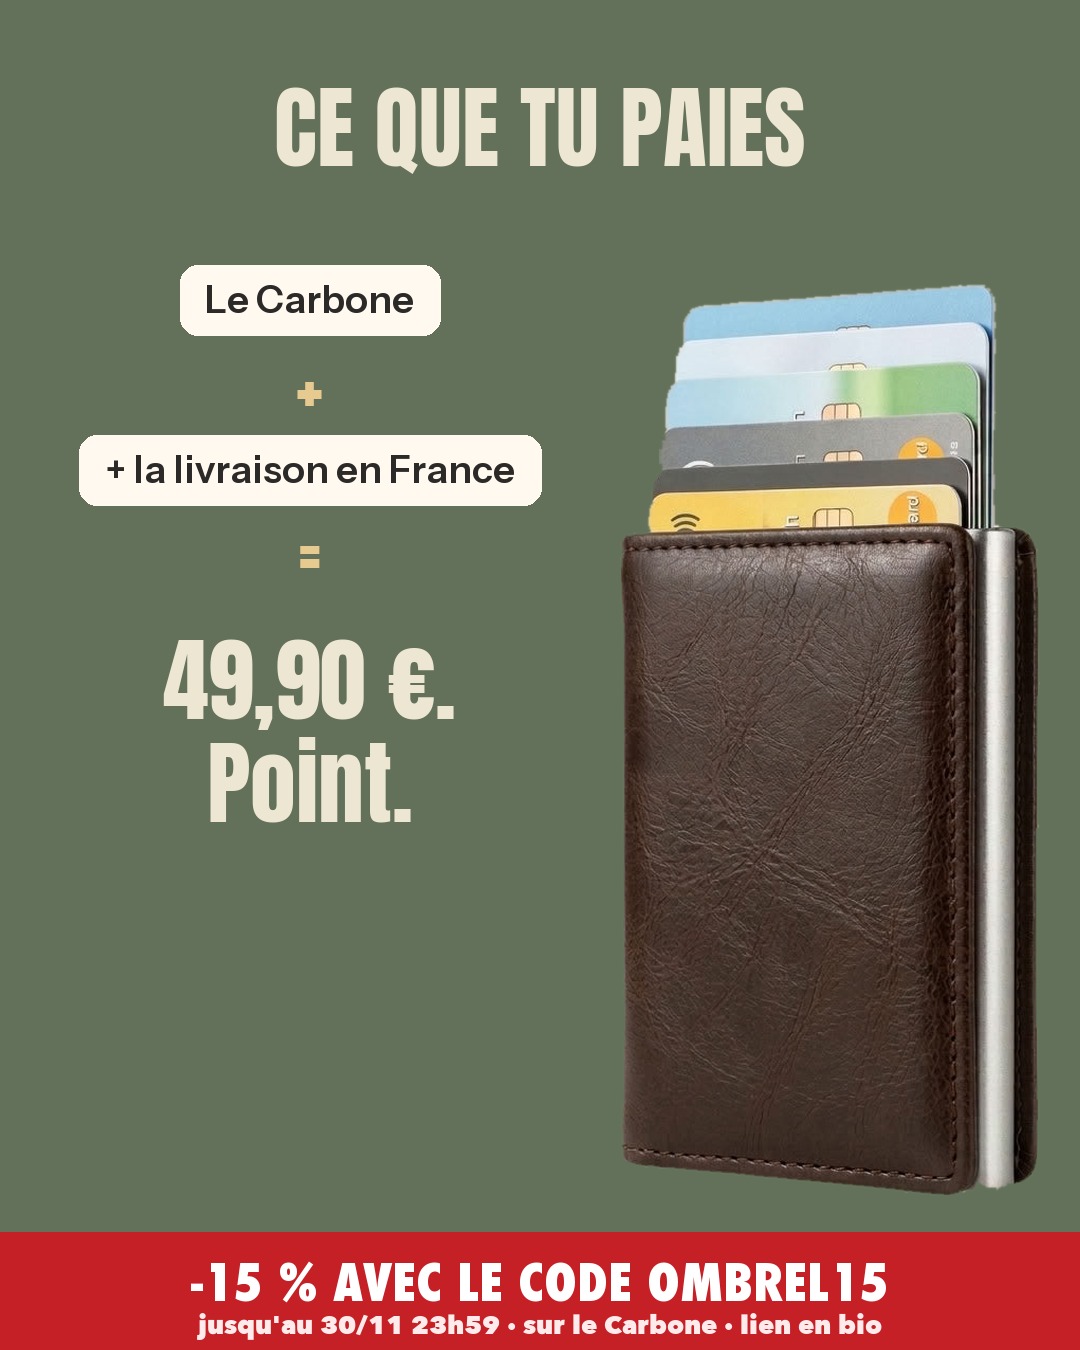 CE QUE TU PAIES
Le Carbone
+
+ la livraison en France
=
49,90 €.
Point.
-15 % AVEC LE CODE OMBREL15
jusqu'au 30/11 23h59 • sur le Carbone • lien en bio